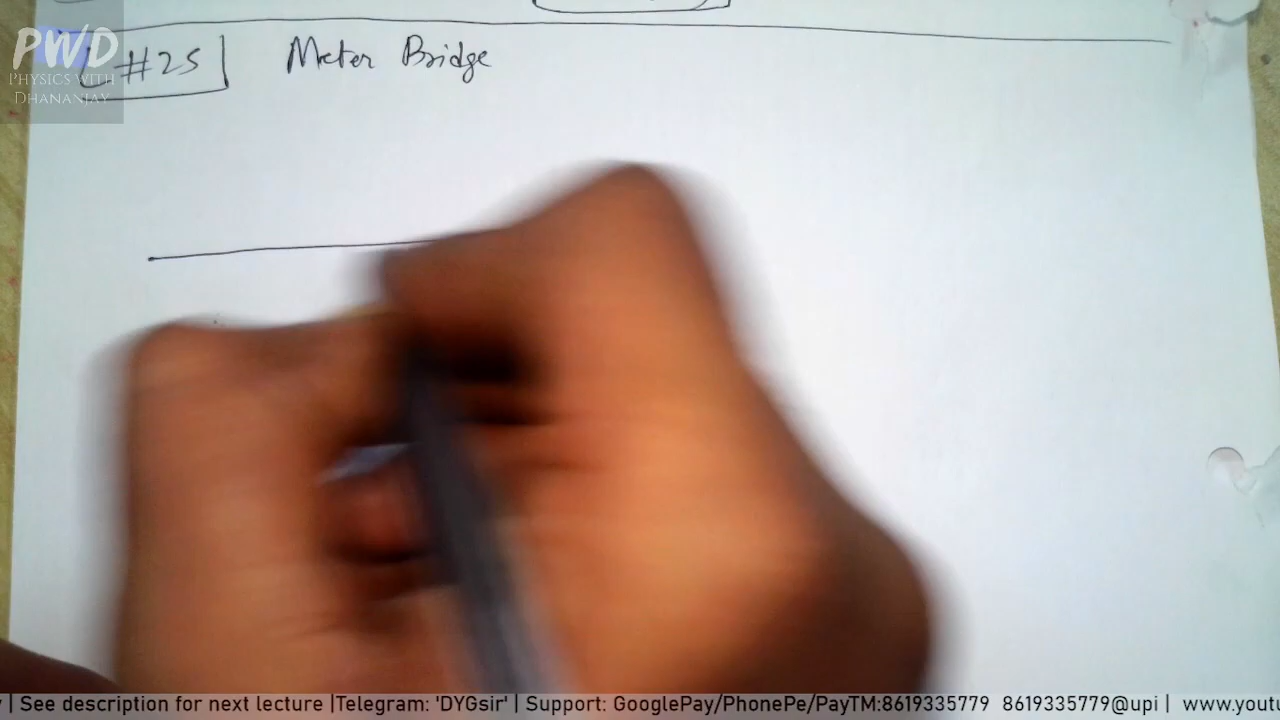 PWD
PHYSICS WITH
DHANANJAY
L #25 Meter Bridge
| See description for next lecture |Telegram: 'DYGsir' | Support: GooglePay/PhonePe/PayTM:8619335779 8619335779@upi | www.yout